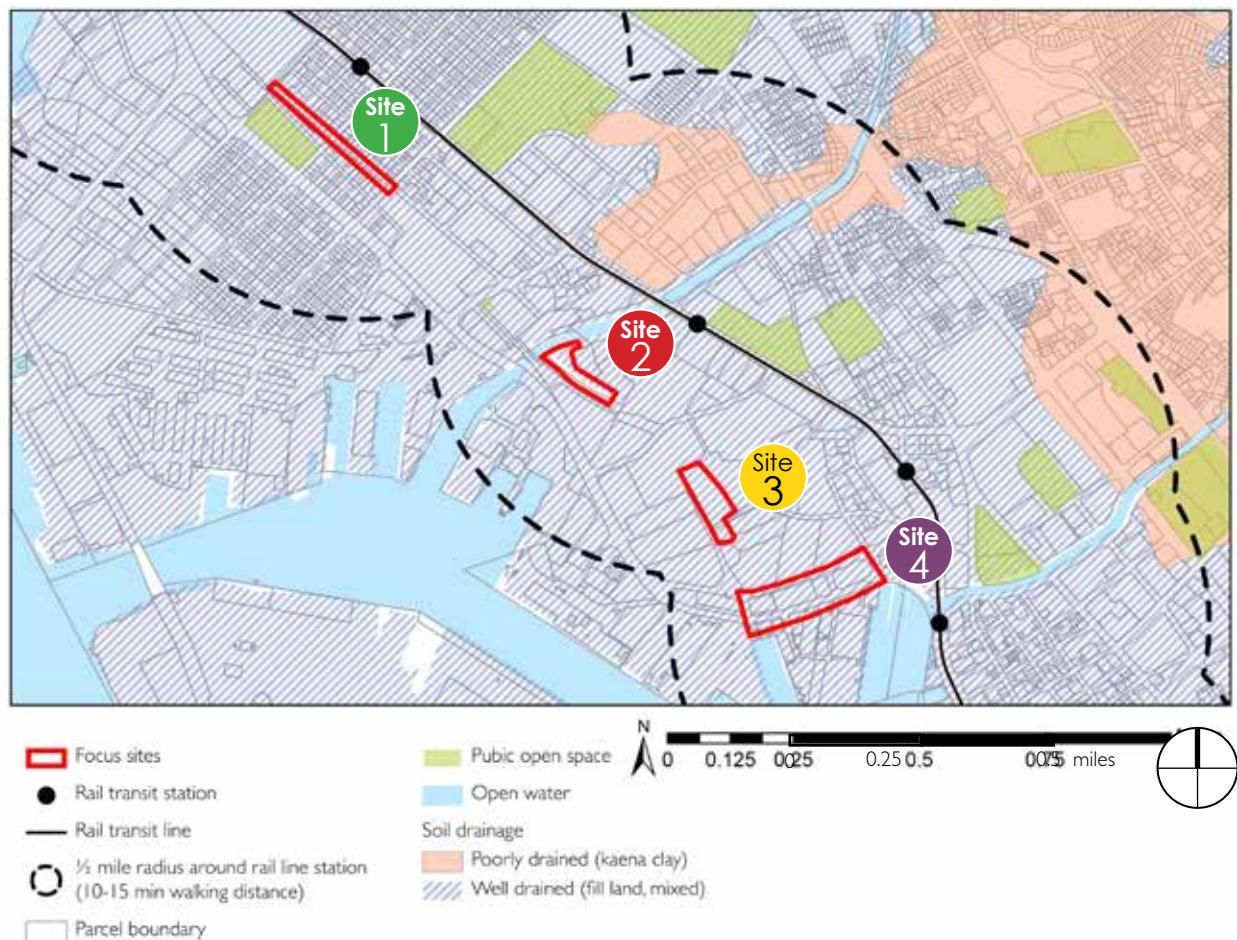 Site
1
Site
2
Site
3
Site
4
Focus sites
Rail transit station
Rail transit line
½ mile radius around rail line station
(10-15 min walking distance)
Parcel boundary
Pubic open space
Open water
Soil drainage
Poorly drained (kaena clay)
Well drained (fill land, mixed)
N
0 0.125 0.25 0.25 0.5 miles